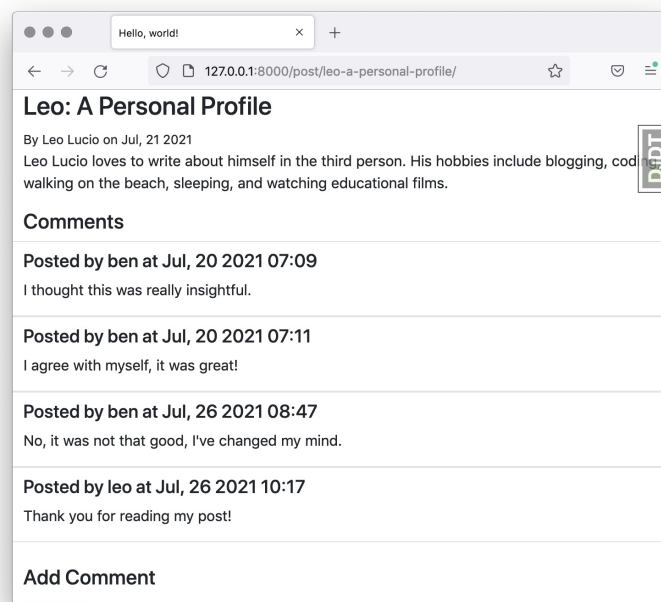 Hello, world!
127.0.0.1:8000/post/leo-a-personal-profile/
Leo: A Personal Profile
By Leo Lucio on Jul, 21 2021
Leo Lucio loves to write about himself in the third person. His hobbies include blogging, coding,
walking on the beach, sleeping, and watching educational films.
DjDT
Comments
Posted by ben at Jul, 20 2021 07:09
I thought this was really insightful.
Posted by ben at Jul, 20 2021 07:11
I agree with myself, it was great!
Posted by ben at Jul, 26 2021 08:47
No, it was not that good, I've changed my mind.
Posted by leo at Jul, 26 2021 10:17
Thank you for reading my post!
Add Comment